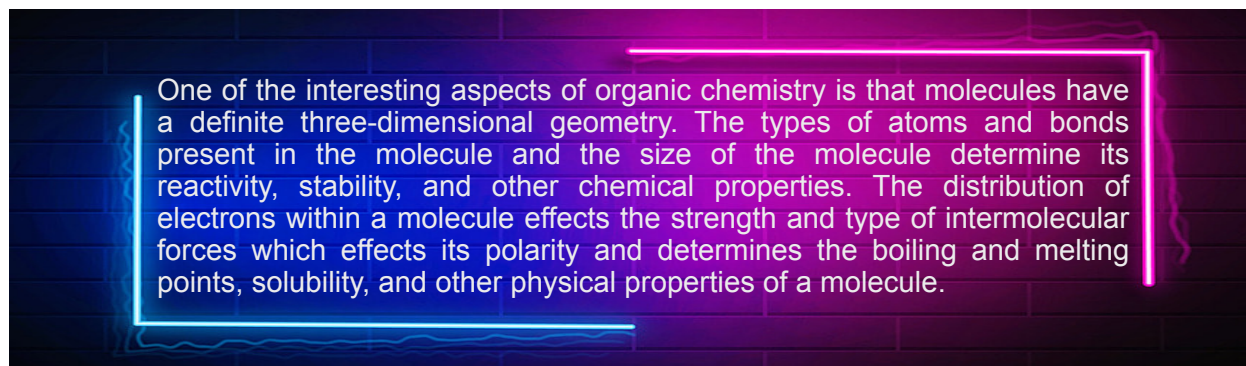 One of the interesting aspects of organic chemistry is that molecules have
a definite three-dimensional geometry. The types of atoms and bonds
present in the molecule and the size of the molecule determine its
reactivity, stability, and other chemical properties. The distribution of
electrons within a molecule effects the strength and type of intermolecular
forces which effects its polarity and determines the boiling and melting
points, solubility, and other physical properties of a molecule.